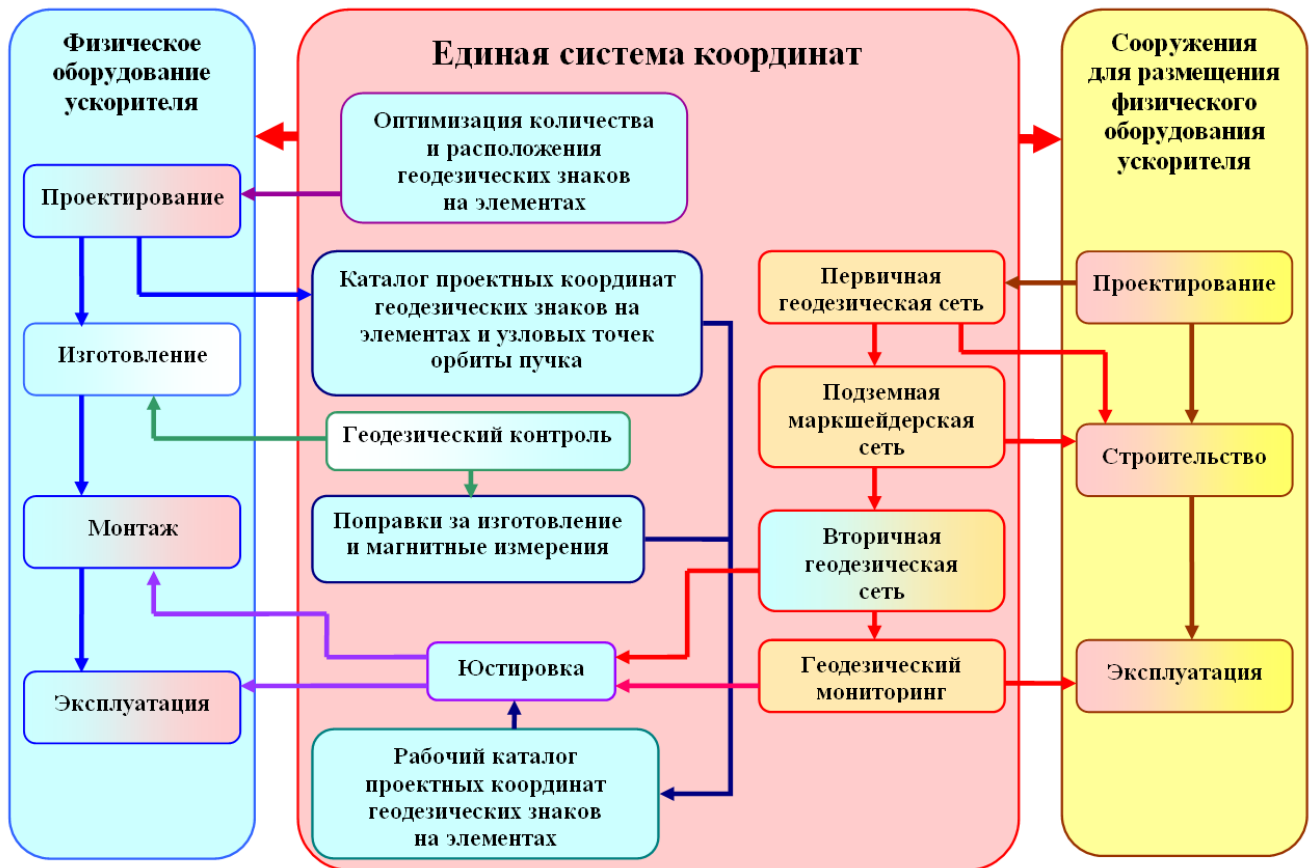 Физическое
оборудование
ускорителя
Проектирование
Изготовление
Монтаж
Эксплуатация
Единая система координат
Оптимизация количества
и расположения
геодезических знаков
на элементах
Каталог проектных координат
геодезических знаков на
элементах и узловых точек
орбиты пучка
Геодезический контроль
Поправки за изготовление
и магнитные измерения
Юстировка
Рабочий каталог
проектных координат
геодезических знаков
на элементах
Первичная
геодезическая сеть
Подземная
маркшейдерская
сеть
Вторичная
геодезическая
сеть
Геодезический
мониторинг
Сооружения
для размещения
физического
оборудования
ускорителя
Проектирование
Строительство
Эксплуатация